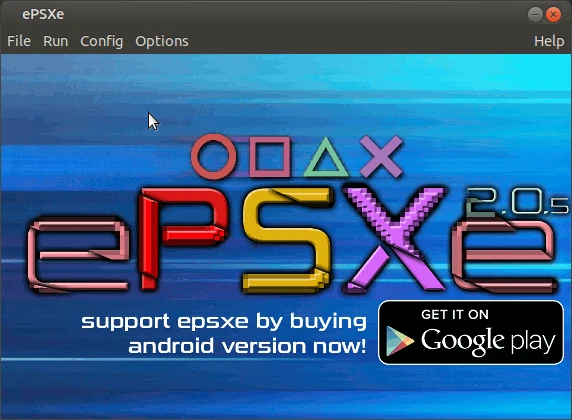 ePSXe
File Run Config Options Help
2.0.5
ePSXe
support epsxe by buying
android version now!
GET IT ON
Google play